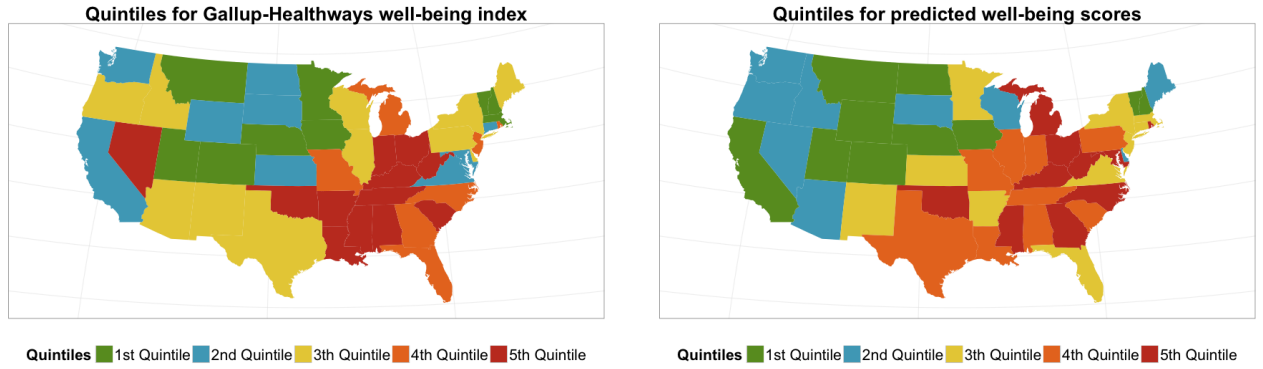 Quintiles for Gallup-Healthways well-being index
Quintiles 1st Quintile 2nd Quintile 3th Quintile 4th Quintile 5th Quintile
Quintiles for predicted well-being scores
Quintiles 1st Quintile 2nd Quintile 3th Quintile 4th Quintile 5th Quintile